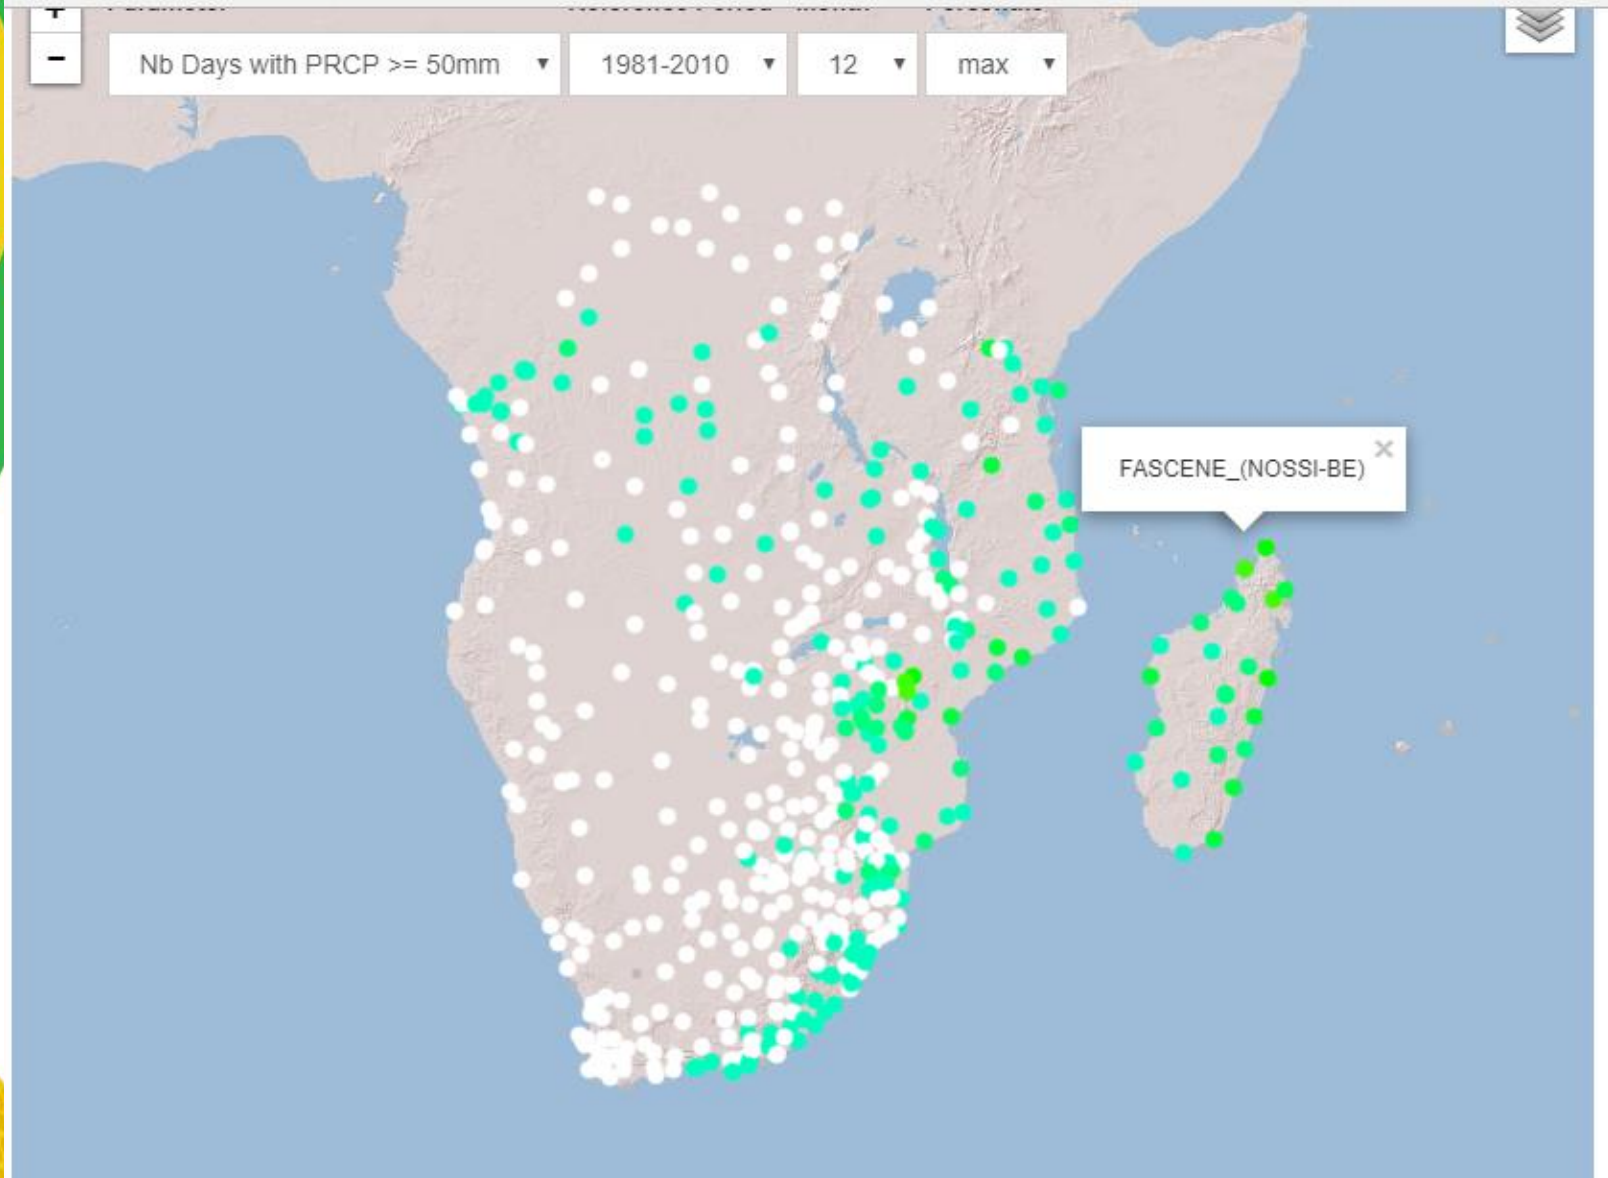 Nb Days with PRCP >= 50mm
1981-2010
12
max
FASCENE_(NOSSI-BE)